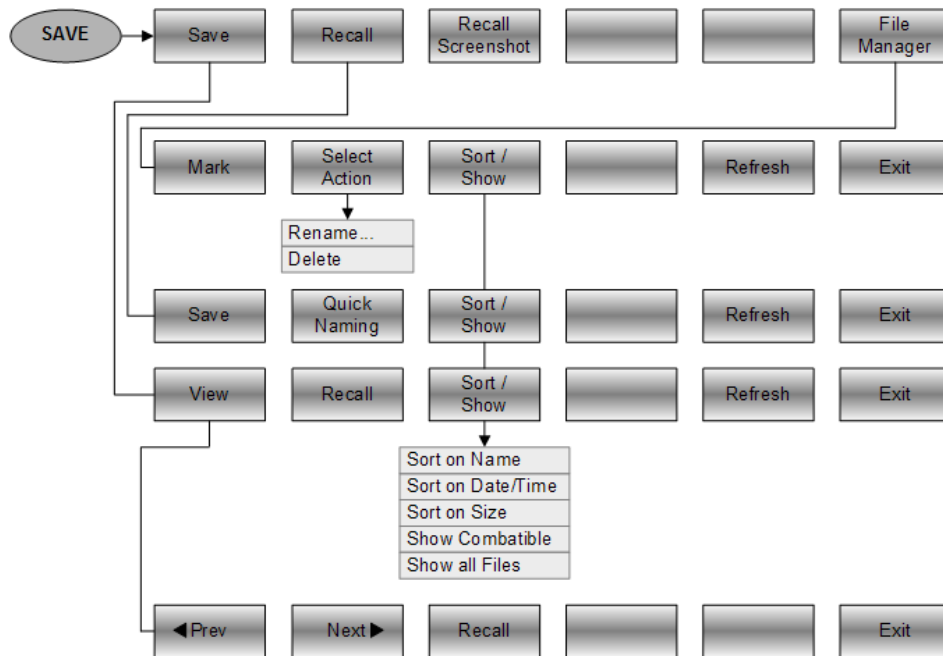 SAVE
Save
Recall
Recall
Screenshot
File
Manager
Mark
Select
Action
Sort /
Show
Refresh
Exit
Rename...
Delete
Save
Quick
Naming
Sort /
Show
Refresh
Exit
View
Recall
Sort /
Show
Refresh
Exit
Sort on Name
Sort on Date/Time
Sort on Size
Show Combatible
Show all Files
◀Prev
Next▶
Recall
Exit